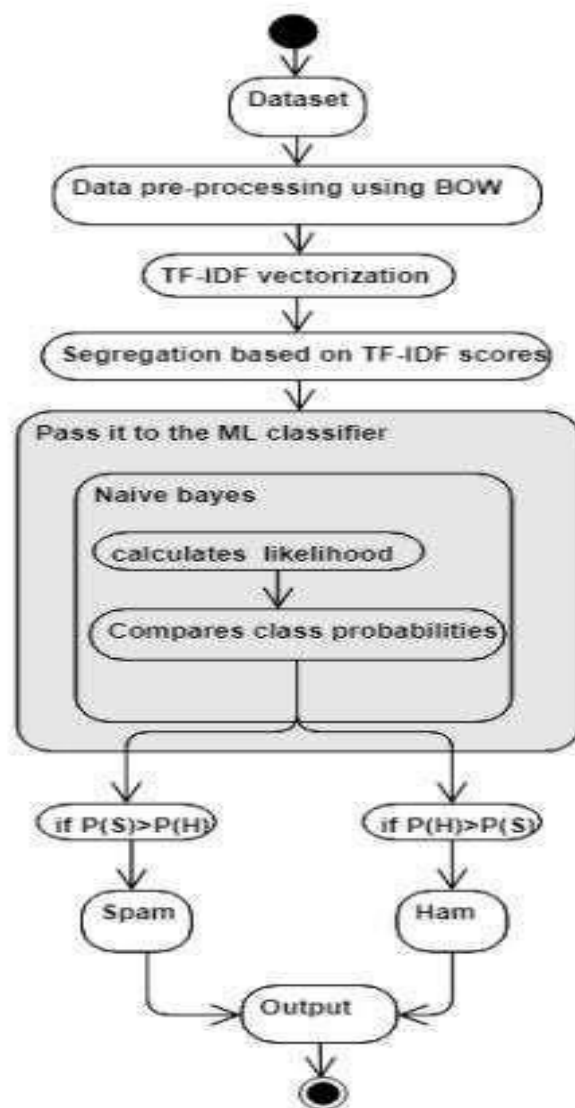 Dataset
Data pre-processing using BOW
TF-IDF vectorization
Segregation based on TF-IDF scores
Pass it to the ML classifier
Naive bayes
calculates likelihood
Compares class probabilities
if P(S)>P(H)
if P(H)>P(S)
Spam
Ham
Output